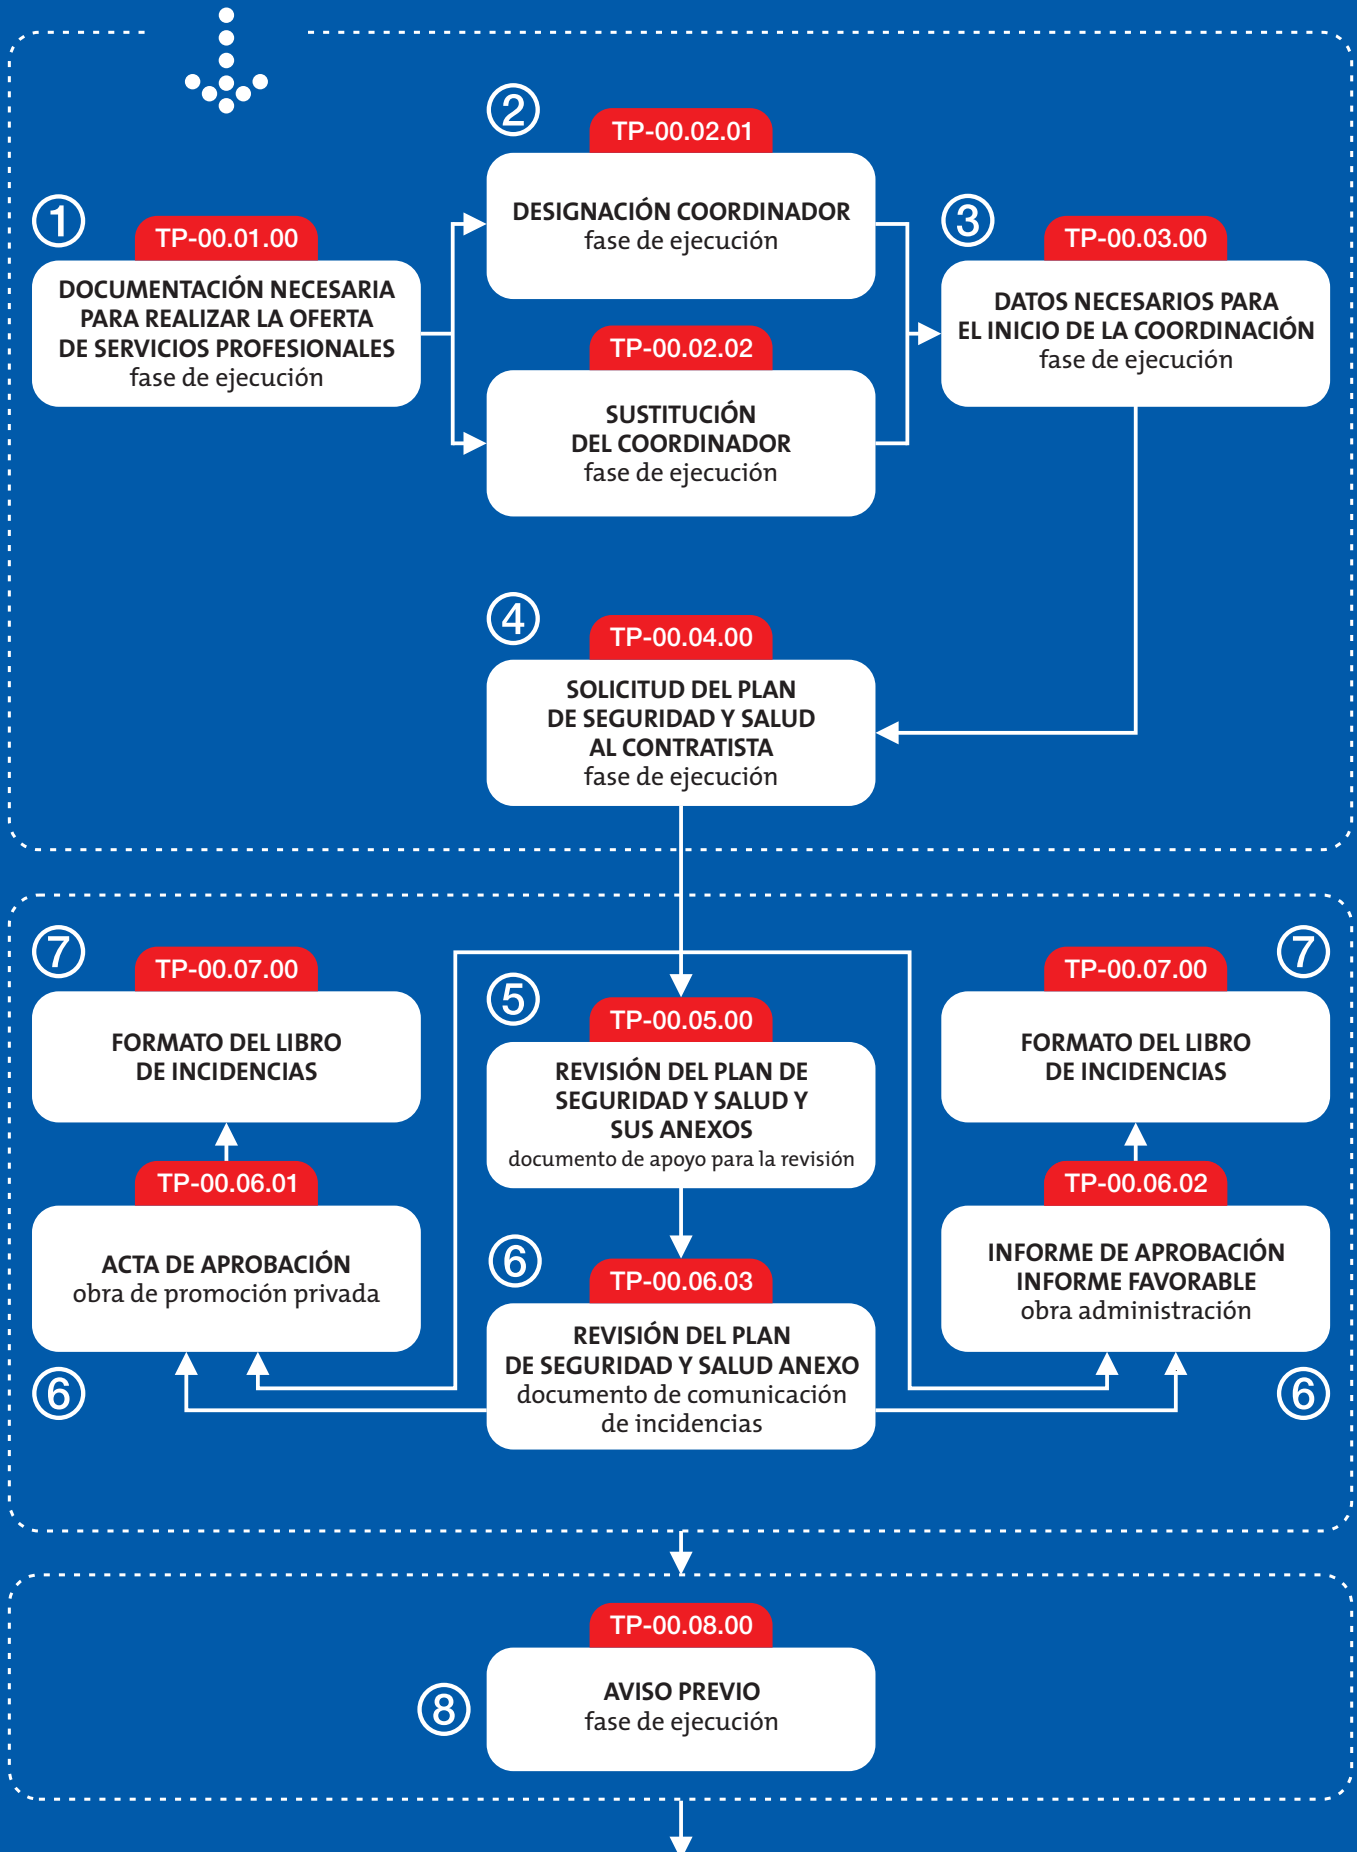 ②
TP-00.02.01
DESIGNACIÓN COORDINADOR
fase de ejecución
①
TP-00.01.00
DOCUMENTACIÓN NECESARIA
PARA REALIZAR LA OFERTA
DE SERVICIOS PROFESIONALES
fase de ejecución
TP-00.02.02
SUSTITUCIÓN
DEL COORDINADOR
fase de ejecución
③
TP-00.03.00
DATOS NECESARIOS PARA
EL INICIO DE LA COORDINACIÓN
fase de ejecución
④
TP-00.04.00
SOLICITUD DEL PLAN
DE SEGURIDAD Y SALUD
AL CONTRATISTA
fase de ejecución
⑦
TP-00.07.00
FORMATO DEL LIBRO
DE INCIDENCIAS
TP-00.06.01
ACTA DE APROBACIÓN
obra de promoción privada
⑥
⑤
TP-00.05.00
REVISIÓN DEL PLAN DE
SEGURIDAD Y SALUD Y
SUS ANEXOS
documento de apoyo para la revisión
⑥
TP-00.06.03
REVISIÓN DEL PLAN
DE SEGURIDAD Y SALUD ANEXO
documento de comunicación
de incidencias
⑦
TP-00.07.00
FORMATO DEL LIBRO
DE INCIDENCIAS
TP-00.06.02
INFORME DE APROBACIÓN
INFORME FAVORABLE
obra administración
⑥
TP-00.08.00
⑧
AVISO PREVIO
fase de ejecución